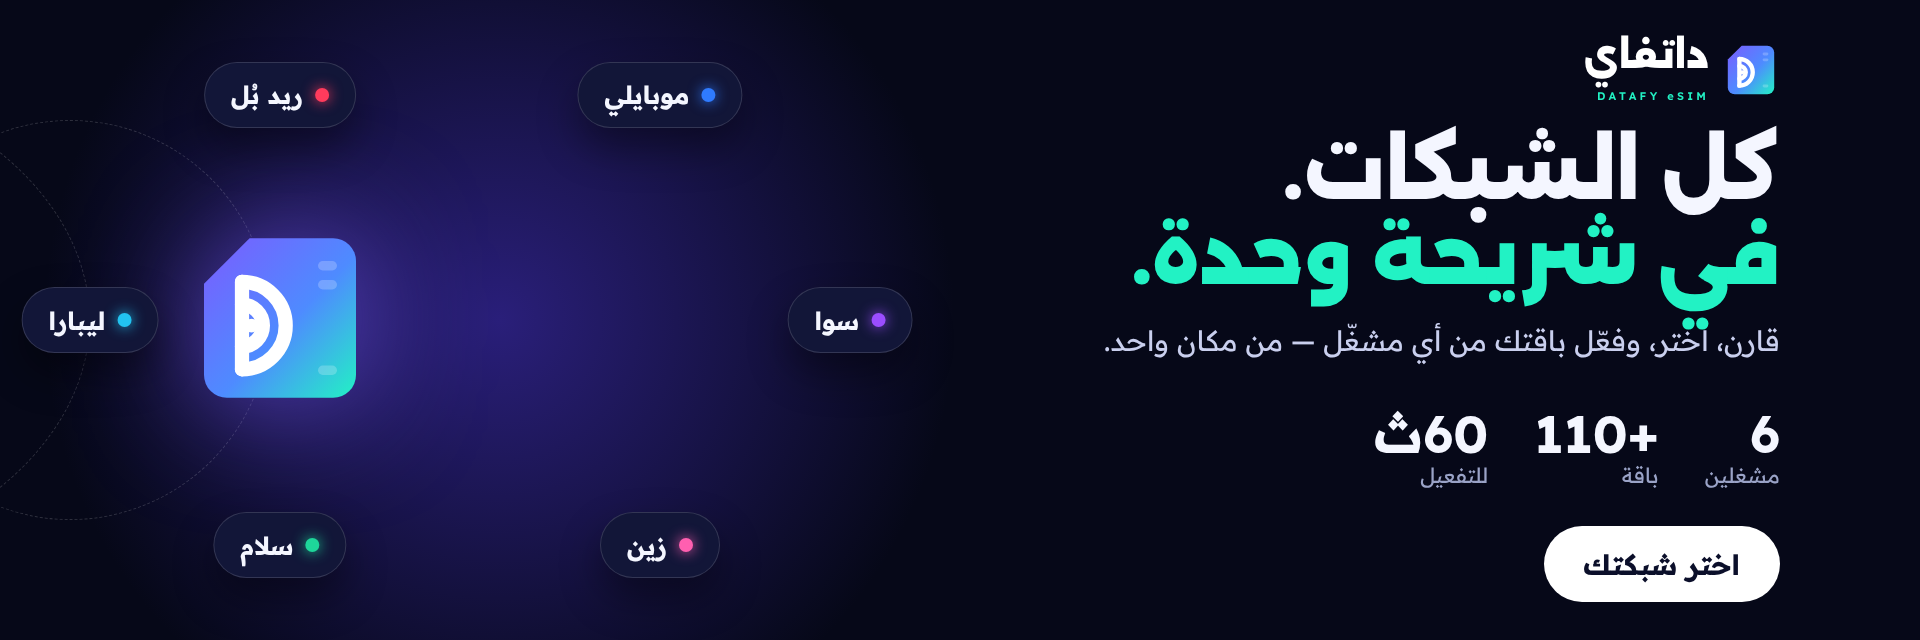 داتفاي
DATAFY eSIM
كل الشبكات.
في شريحة وحدة.
قارن، اختر، وفعّل باقتك من أي مشغّل — من مكان واحد.
6 مشغلين
+110 باقة
60ث للتفعيل
اختر شبكتك
موبايلي
ريد بُل
سوا
ليبارا
زين
سلام